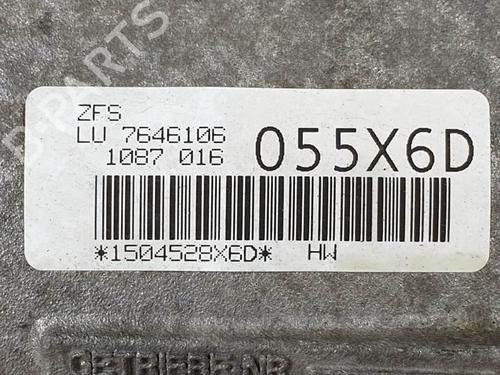 ZFS
LU 7646106
1087 016
055X6D
*1504528X6D* HW
GETRIEBE-NR
B-PARTS